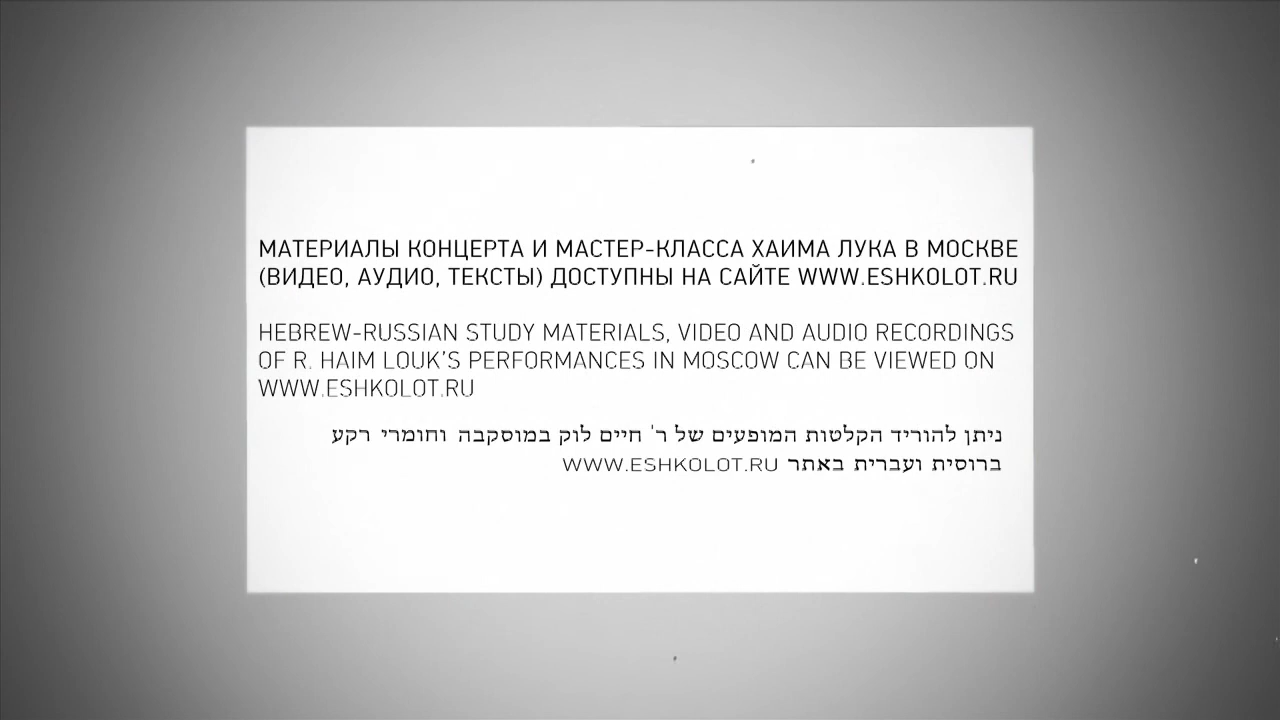 МАТЕРИАЛЫ КОНЦЕРТА И МАСТЕР-КЛАССА ХАИМА ЛУКА В МОСКВЕ
(ВИДЕО, АУДИО, ТЕКСТЫ) ДОСТУПНЫ НА САЙТЕ WWW.ESHKOLOT.RU
HEBREW-RUSSIAN STUDY MATERIALS, VIDEO AND AUDIO RECORDINGS
OF R. HAIM LOUK'S PERFORMANCES IN MOSCOW CAN BE VIEWED ON
WWW.ESHKOLOT.RU
ניתן להוריד הקלטות המופעים של ר' חיים לוק במוסקבה וחומרי רקע
ברוסית ועברית באתר WWW.ESHKOLOT.RU